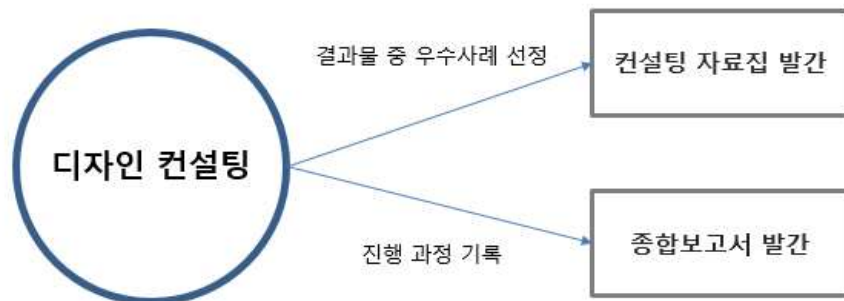 결과물 중 우수사례 선정
컨설팅 자료집 발간
디자인 컨설팅
진행 과정 기록
종합보고서 발간